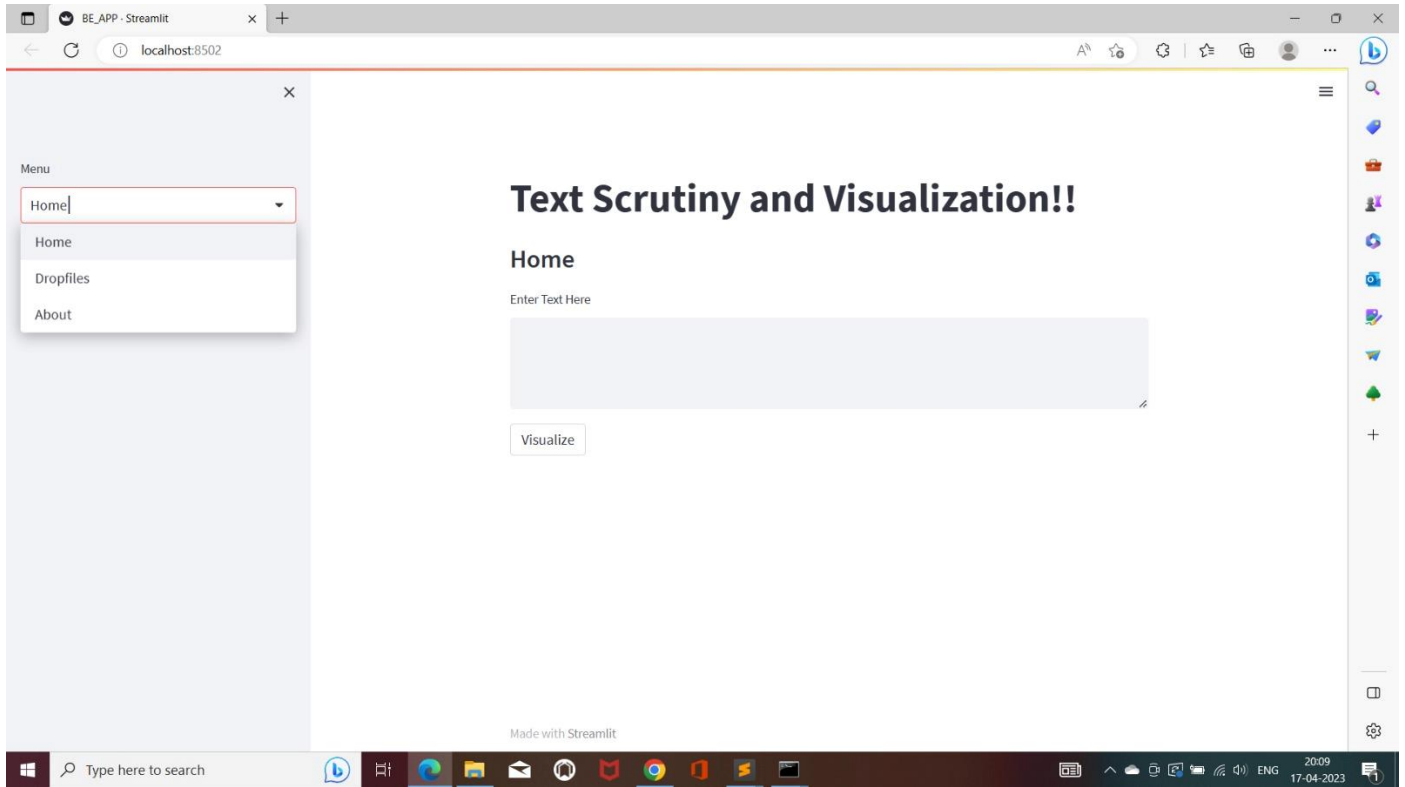 BE_APP · Streamlit
localhost:8502
Menu
Home
Home
Dropfiles
About
Text Scrutiny and Visualization!!
Home
Enter Text Here
Visualize
Made with Streamlit
Type here to search
ENG
20:09
17-04-2023
1